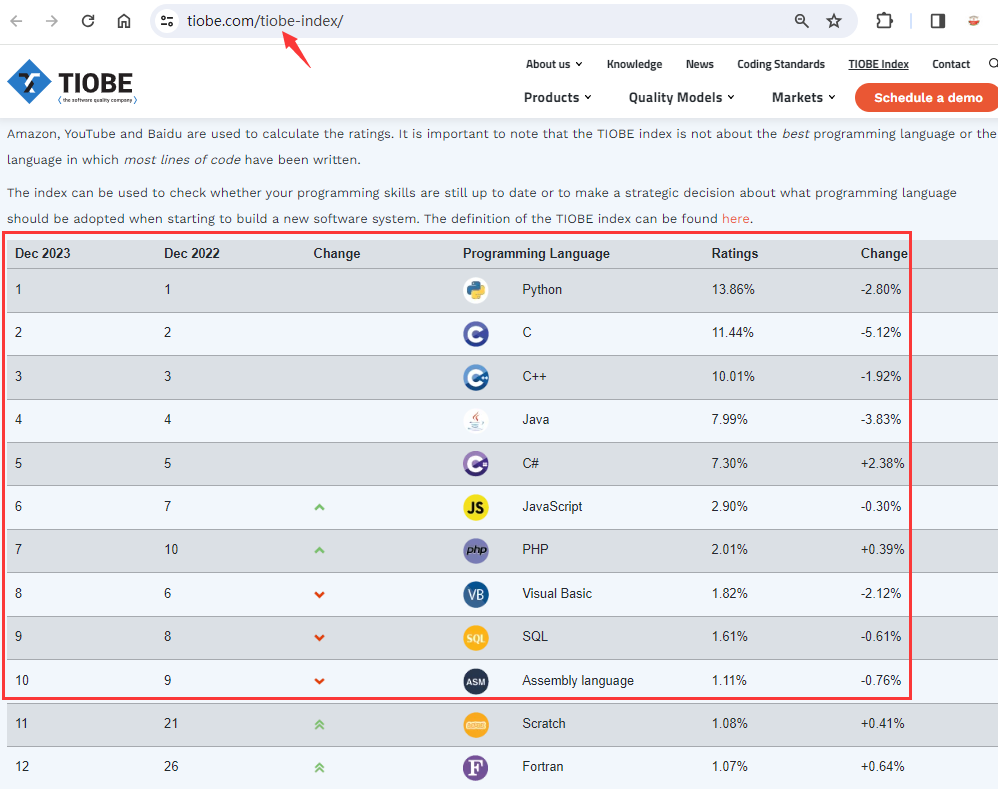 tiobe.com/tiobe-index/
About us Knowledge News Coding Standards TIOBE Index Contact
TIOBE
(the software quality company)
Products Quality Models Markets Schedule a demo
Amazon, YouTube and Baidu are used to calculate the ratings. It is important to note that the TIOBE index is not about the best programming language or the
language in which most lines of code have been written.
The index can be used to check whether your programming skills are still up to date or to make a strategic decision about what programming language
should be adopted when starting to build a new software system. The definition of the TIOBE index can be found here.
Dec 2023 Dec 2022 Change Programming Language Ratings Change
1 1 Python 13.86% -2.80%
2 2 C C 11.44% -5.12%
3 3 C++ C++ 10.01% -1.92%
4 4 Java 7.99% -3.83%
5 5 C# C# 7.30% +2.38%
6 7 JS JavaScript 2.90% -0.30%
7 10 php PHP 2.01% +0.39%
8 6 VB Visual Basic 1.82% -2.12%
9 8 SQL SQL 1.61% -0.61%
10 9 ASM Assembly language 1.11% -0.76%
11 21 Scratch 1.08% +0.41%
12 26 F Fortran 1.07% +0.64%